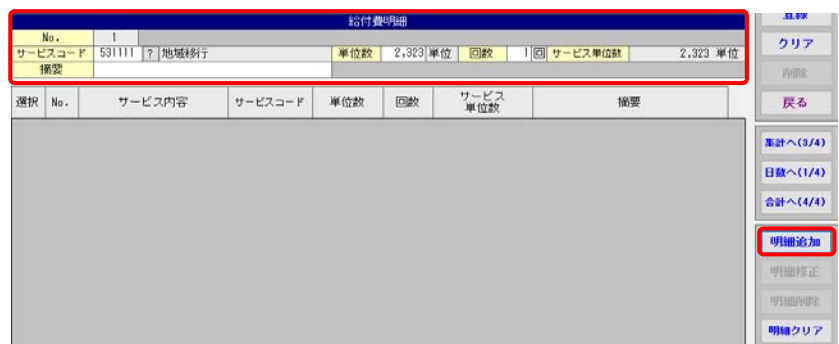 給付費明細
No. 1
サービスコード 531111 ? 地域移行 単位数 2,323 単位 回数 1 回 サービス単位数 2,323 単位
摘要
選択 No. サービス内容 サービスコード 単位数 回数 サービス単位数 摘要
登録
クリア
削除
戻る
集計へ(3/4)
日数へ(1/4)
合計へ(4/4)
明細追加
明細修正
明細削除
明細クリア